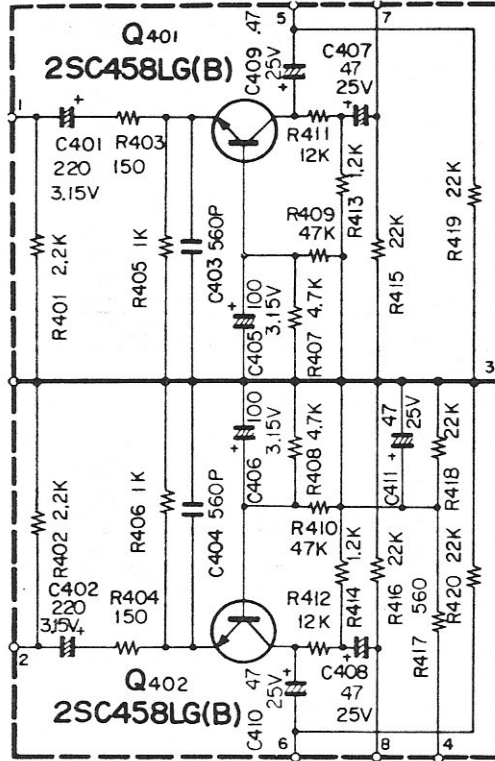 Q401
2SC458LG(B)
C409
.47
25V
5
7
C407
47
25V
1
C401
220
3.15V
R403
150
R411
12K
R401
2.2K
R405
1K
C403
560P
R409
47K
R413
1.2K
R415
22K
R419
22K
C405
100
3.15V
R407
4.7K
3
C406
100
3.15V
R408
4.7K
C411
47
25V
R418
22K
R402
2.2K
R406
1K
C404
560P
R410
47K
R414
1.2K
R416
22K
R417
560
R420
22K
C402
220
3.15V
R404
150
R412
12K
2
Q402
2SC458LG(B)
C410
.47
25V
C408
47
25V
6
8
4